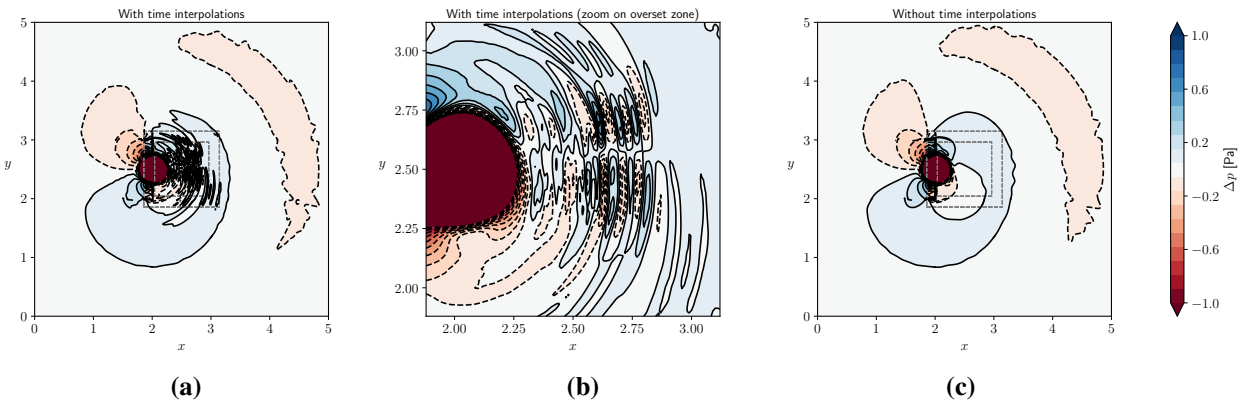 With time interpolations
5
4
3
y
2
1
0
0 1 2 3 4 5
x
(a)
With time interpolations (zoom on overset zone)
3.00
2.75
y
2.50
2.25
2.00
2.00 2.25 2.50 2.75 3.00
x
(b)
Without time interpolations
5
4
3
y
2
1
0
0 1 2 3 4 5
x
(c)
1.0
0.6
0.2
−0.2
−0.6
−1.0
Δp [Pa]